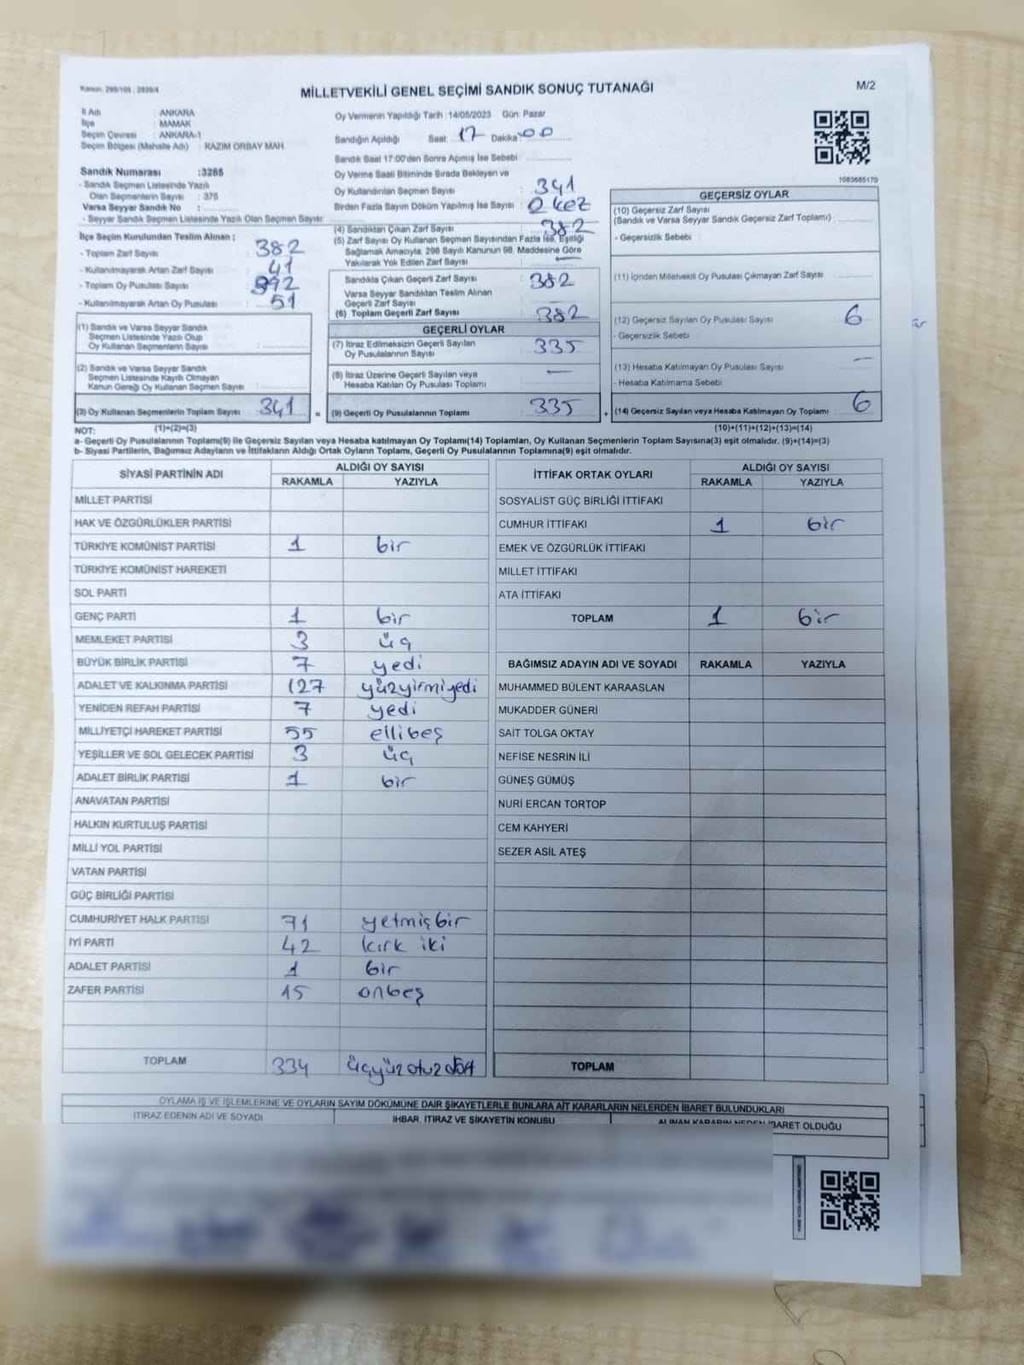 MİLLETVEKİLİ GENEL SEÇİMİ SANDIK SONUÇ TUTANAĞI
M/2
İl Adı : ANKARA
İlçe : MAMAK
Seçim Çevresi : ANKARA-1
Seçim Bölgesi (Mahalle Adı) : KAZIM ORBAY MAH
Oy Vermenin Yapıldığı Tarih :14/05/2023 Gün: Pazar
Sandığın Açıldığı Saat: 17 Dakika: 00
Sandık Saat 17:00'den Sonra Açılmış İse Sebebi
Sandık Numarası :3265
- Sandık Seçmen Listesinde Yazılı
Olan Seçmenlerin Sayısı : 375
Varsa Seyyar Sandık No :
- Seyyar Sandık Seçmen Listesinde Yazılı Olan Seçmen Sayısı:
Oy Verme Saati Bitiminde Sırada Bekleyen ve
Oy Kullandırılan Seçmen Sayısı 341
Birden Fazla Sayım Döküm Yapılmış İse Sayısı : 0 kez
(4) Sandıktan Çıkan Zarf Sayısı 382
(5) Zarf Sayısı Oy Kullanan Seçmen Sayısından Fazla İse, Eşitliği
Sağlamak Amacıyla, 298 Sayılı Kanunun 98. Maddesine Göre
Yakılarak Yok Edilen Zarf Sayısı —
Sandıkta Çıkan Geçerli Zarf Sayısı 382
Varsa Seyyar Sandıktan Teslim Alınan
Geçerli Zarf Sayısı
(6) Toplam Geçerli Zarf Sayısı 382
İlçe Seçim Kurulundan Teslim Alınan ;
- Toplam Zarf Sayısı 382
- Kullanılmayarak Artan Zarf Sayısı 41
- Toplam Oy Pusulası Sayısı 392
- Kullanılmayarak Artan Oy Pusulası 51
(1) Sandık ve Varsa Seyyar Sandık
Seçmen Listesinde Yazılı Olup
Oy Kullanan Seçmenlerin Sayısı :
(2) Sandık ve Varsa Seyyar Sandık
Seçmen Listesinde Kayıtlı Olmayan
Kanun Gereği Oy Kullanan Seçmen Sayısı :
(3) Oy Kullanan Seçmenlerin Toplam Sayısı 341
GEÇERLİ OYLAR
(7) İtiraz Edilmeksizin Geçerli Sayılan
Oy Pusulalarının Sayısı 335
(8) İtiraz Üzerine Geçerli Sayılan veya
Hesaba Katılan Oy Pusulası Toplamı —
= (9) Geçerli Oy Pusulalarının Toplamı 335
1083685170
GEÇERSİZ OYLAR
(10) Geçersiz Zarf Sayısı
(Sandık ve Varsa Seyyar Sandık Geçersiz Zarf Toplamı)
- Geçersizlik Sebebi
(11) İçinden Milletvekili Oy Pusulası Çıkmayan Zarf Sayısı
(12) Geçersiz Sayılan Oy Pusulası Sayısı 6
- Geçersizlik Sebebi
(13) Hesaba Katılmayan Oy Pusulası Sayısı —
- Hesaba Katılmama Sebebi
+ (14) Geçersiz Sayılan veya Hesaba Katılmayan Oy Toplamı 6
NOT: (1)+(2)=(3) (10)+(11)+(12)+(13)=(14)
a- Geçerli Oy Pusulalarının Toplamı(9) ile Geçersiz Sayılan veya Hesaba katılmayan Oy Toplamı(14) Toplamları, Oy Kullanan Seçmenlerin Toplam Sayısına(3) eşit olmalıdır. (9)+(14)=(3)
b- Siyasi Partilerin, Bağımsız Adayların ve İttifakların Aldığı Oy Ortak Oyların Toplamı, Geçerli Oy Pusulalarının Toplamına(9) eşit olmalıdır.
SİYASİ PARTİNİN ADI ALDIĞI OY SAYISI
RAKAMLA YAZIYLA
MİLLET PARTİSİ
HAK VE ÖZGÜRLÜKLER PARTİSİ
TÜRKİYE KOMÜNİST PARTİSİ 1 bir
TÜRKİYE KOMÜNİST HAREKETİ
SOL PARTİ
GENÇ PARTİ 1 bir
MEMLEKET PARTİSİ 3 üç
BÜYÜK BİRLİK PARTİSİ 7 yedi
ADALET VE KALKINMA PARTİSİ 127 yüzyirmiyedi
YENİDEN REFAH PARTİSİ 7 yedi
MİLLİYETÇİ HAREKET PARTİSİ 55 ellibeş
YEŞİLLER VE SOL GELECEK PARTİSİ 3 üç
ADALET BİRLİK PARTİSİ 1 bir
ANAVATAN PARTİSİ
HALKIN KURTULUŞ PARTİSİ
MİLLİ YOL PARTİSİ
VATAN PARTİSİ
GÜÇ BİRLİĞİ PARTİSİ
CUMHURİYET HALK PARTİSİ 71 yetmişbir
İYİ PARTİ 42 kırk iki
ADALET PARTİSİ 1 bir
ZAFER PARTİSİ 15 onbeş
TOPLAM 334 üçyüzotuzdört
İTTİFAK ORTAK OYLARI ALDIĞI OY SAYISI
RAKAMLA YAZIYLA
SOSYALİST GÜÇ BİRLİĞİ İTTİFAKI
CUMHUR İTTİFAKI 1 bir
EMEK VE ÖZGÜRLÜK İTTİFAKI
MİLLET İTTİFAKI
ATA İTTİFAKI
TOPLAM 1 bir
BAĞIMSIZ ADAYIN ADI VE SOYADI RAKAMLA YAZIYLA
MUHAMMED BÜLENT KARAASLAN
MUKADDER GÜNERİ
SAİT TOLGA OKTAY
NEFİSE NESRİN İLİ
GÜNEŞ GÜMÜŞ
NURİ ERCAN TORTOP
CEM KAHYERİ
SEZER ASİL ATEŞ
TOPLAM
OYLAMA İŞ VE İŞLEMLERİNE VE OYLARIN SAYIM DÖKÜMÜNE DAİR ŞİKAYETLERLE BUNLARA AİT KARARLARIN NELERDEN İBARET BULUNDUKLARI
İTİRAZ EDENİN ADI VE SOYADI İHBAR, İTİRAZ VE ŞİKAYETİN KONUSU ALINAN KARARIN NEDEN İBARET OLDUĞU